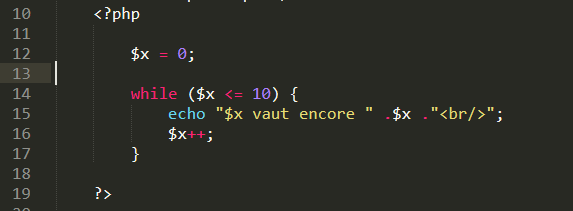 10 <?php
11
12 $x = 0;
13
14 while ($x <= 10) {
15 echo "$x vaut encore " .$x ."<br/>";
16 $x++;
17 }
18
19 ?>